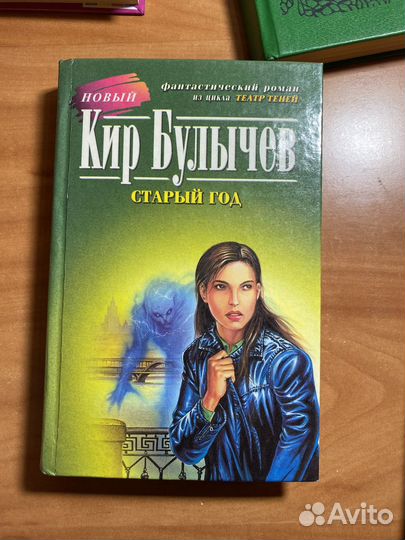 НОВЫЙ
фантастический роман
из цикла ТЕАТР ТЕНЕЙ
Кир Булычев
СТАРЫЙ ГОД
Avito